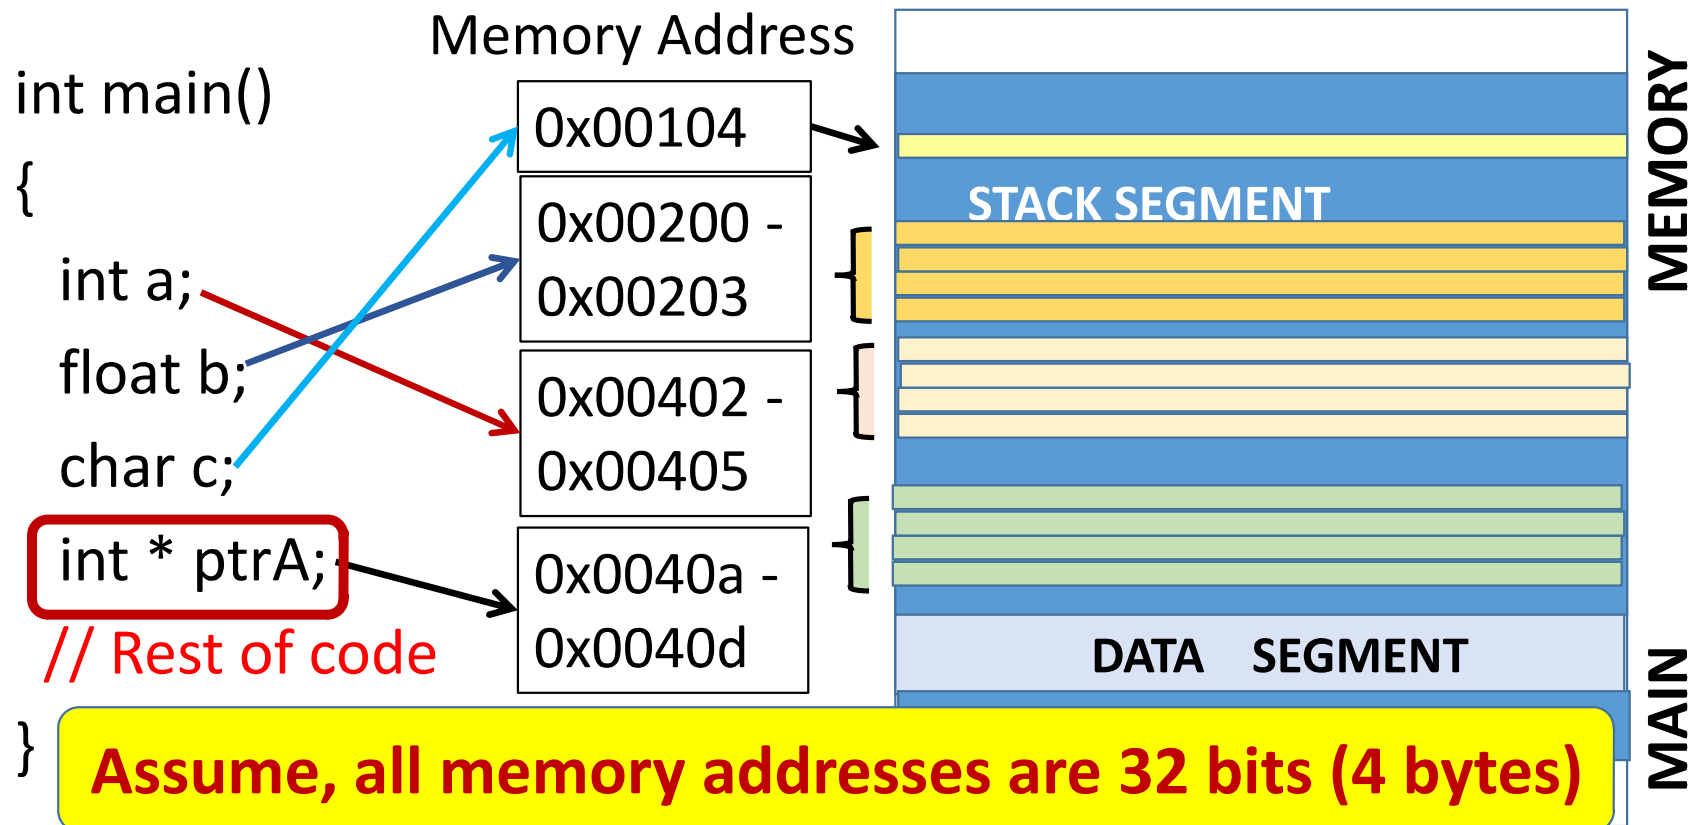 Memory Address
int main()
{
int a;
float b;
char c;
int * ptrA;
// Rest of code
}
0x00104
0x00200 -
0x00203
0x00402 -
0x00405
0x0040a -
0x0040d
STACK SEGMENT
DATA SEGMENT
MAIN MEMORY
Assume, all memory addresses are 32 bits (4 bytes)